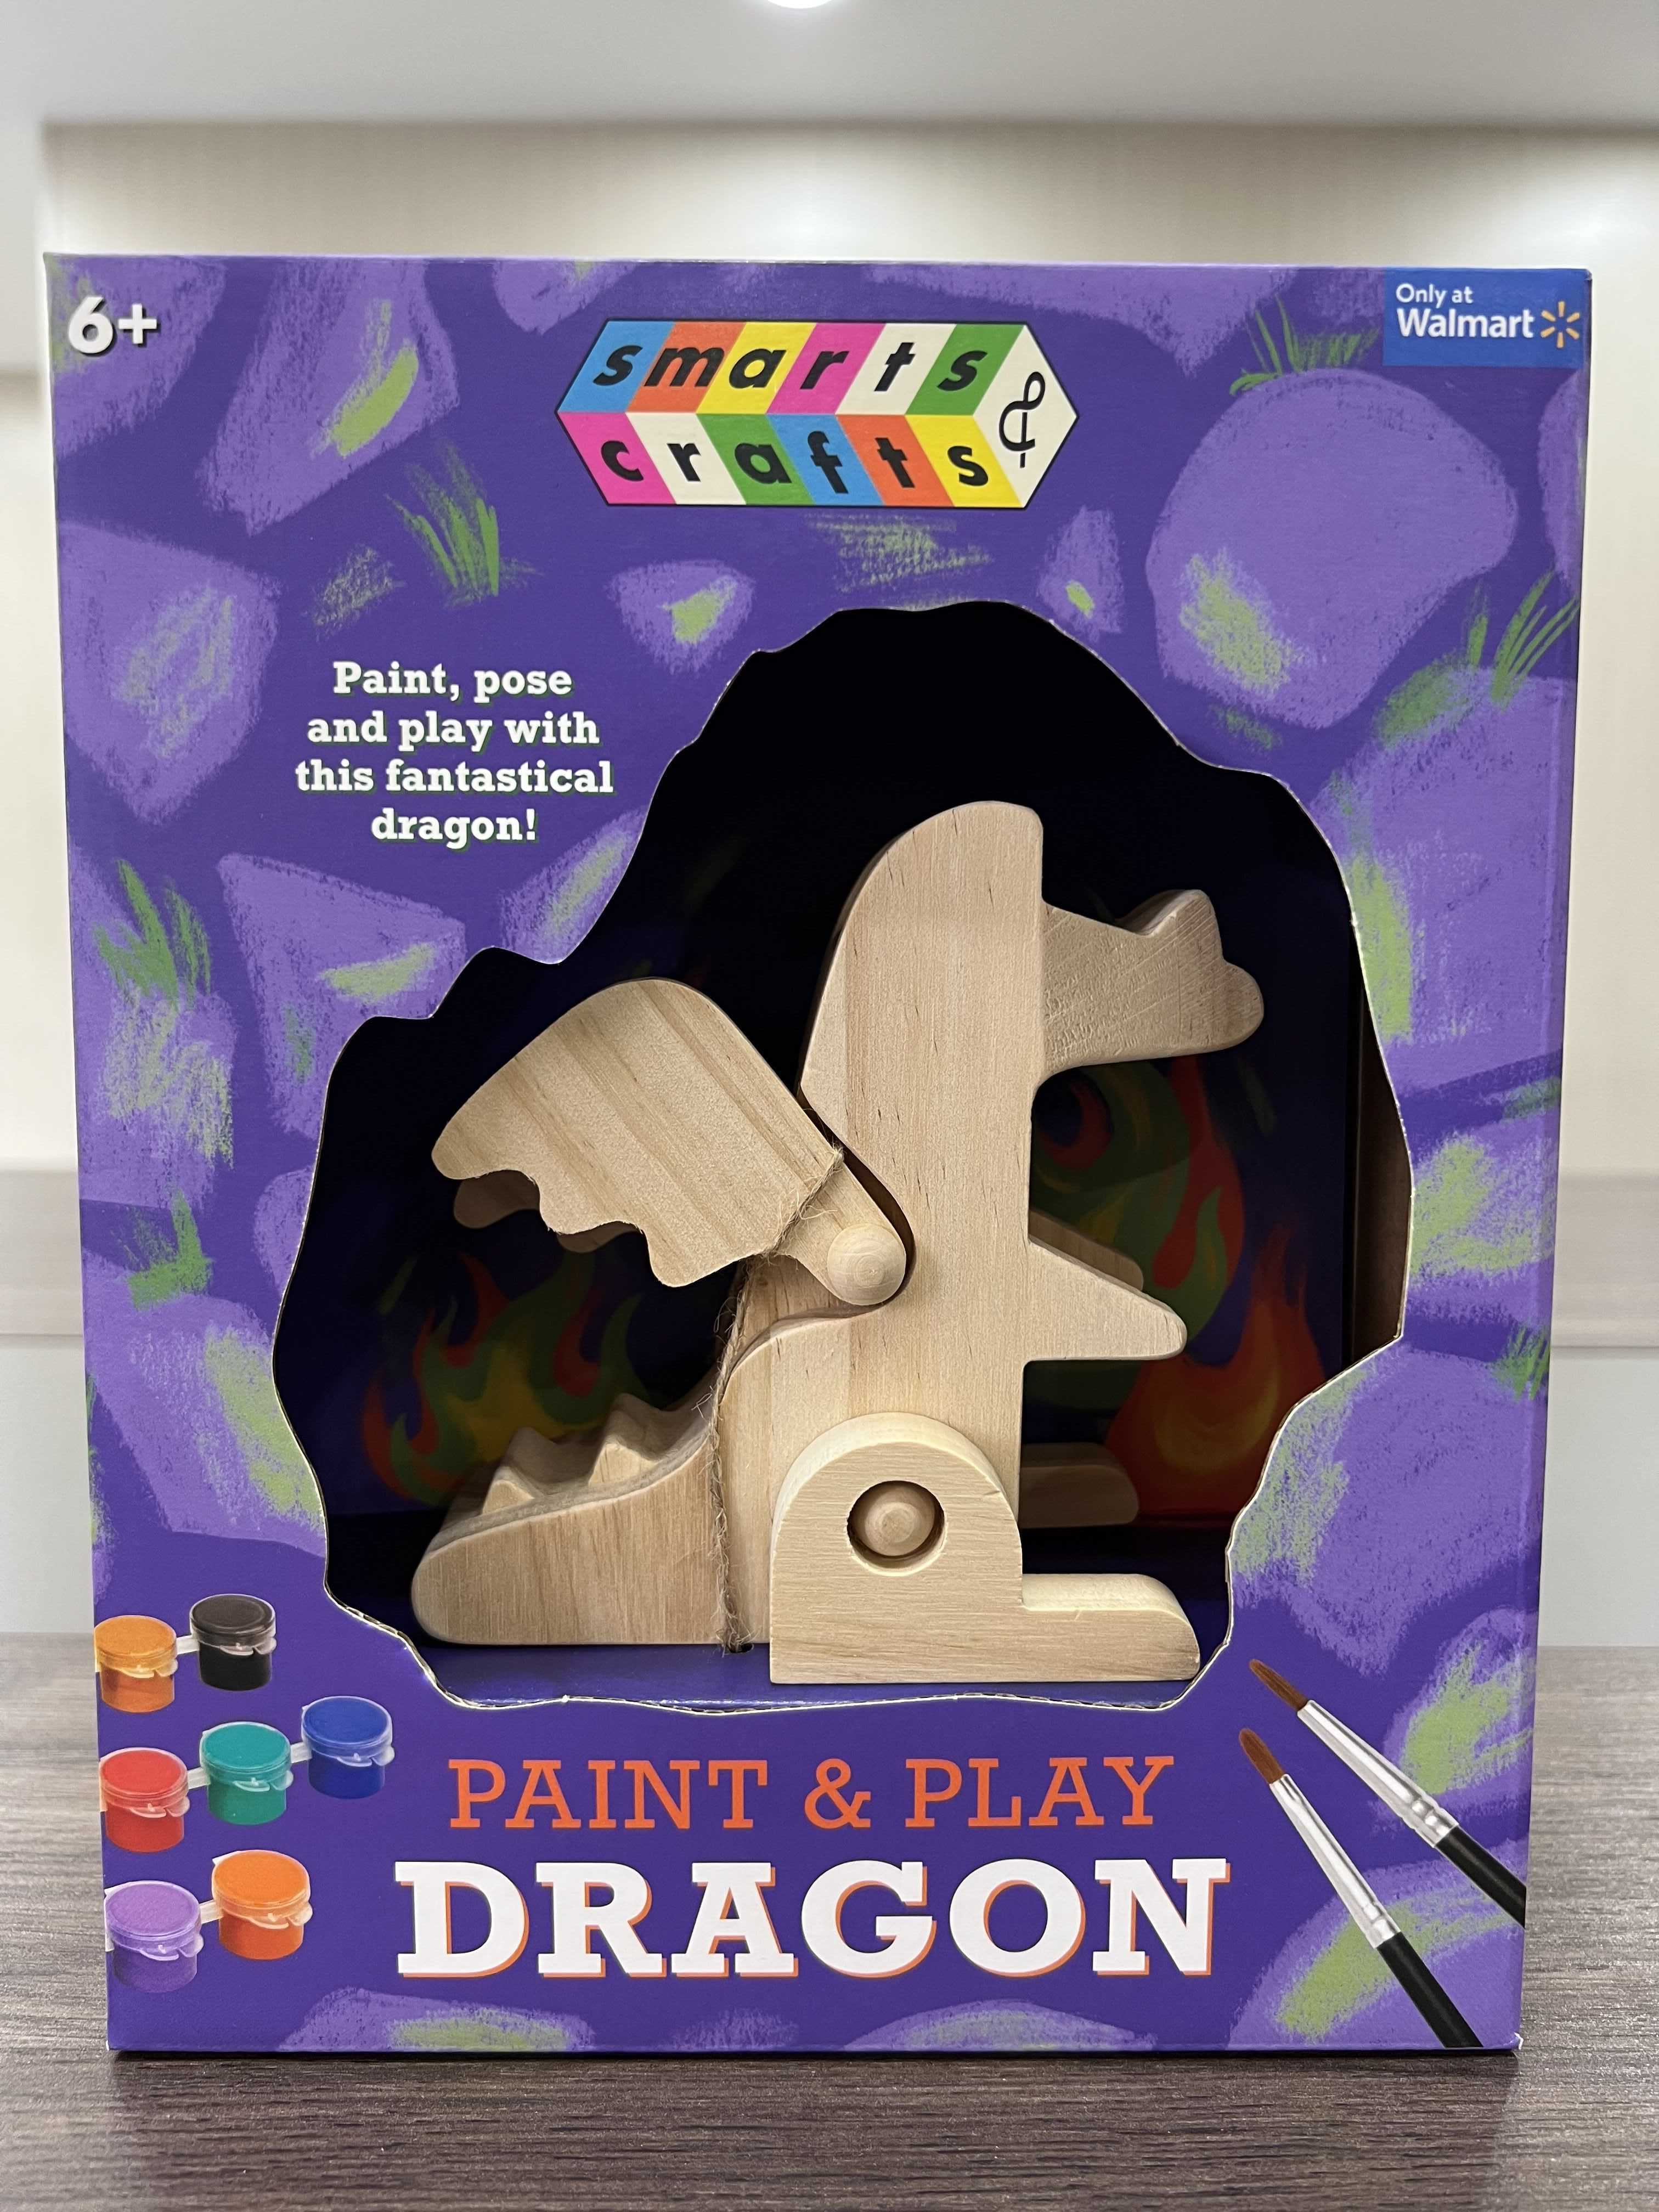 6+
Only at
Walmart
smarts &
crafts
Paint, pose
and play with
this fantastical
dragon!
PAINT & PLAY
DRAGON